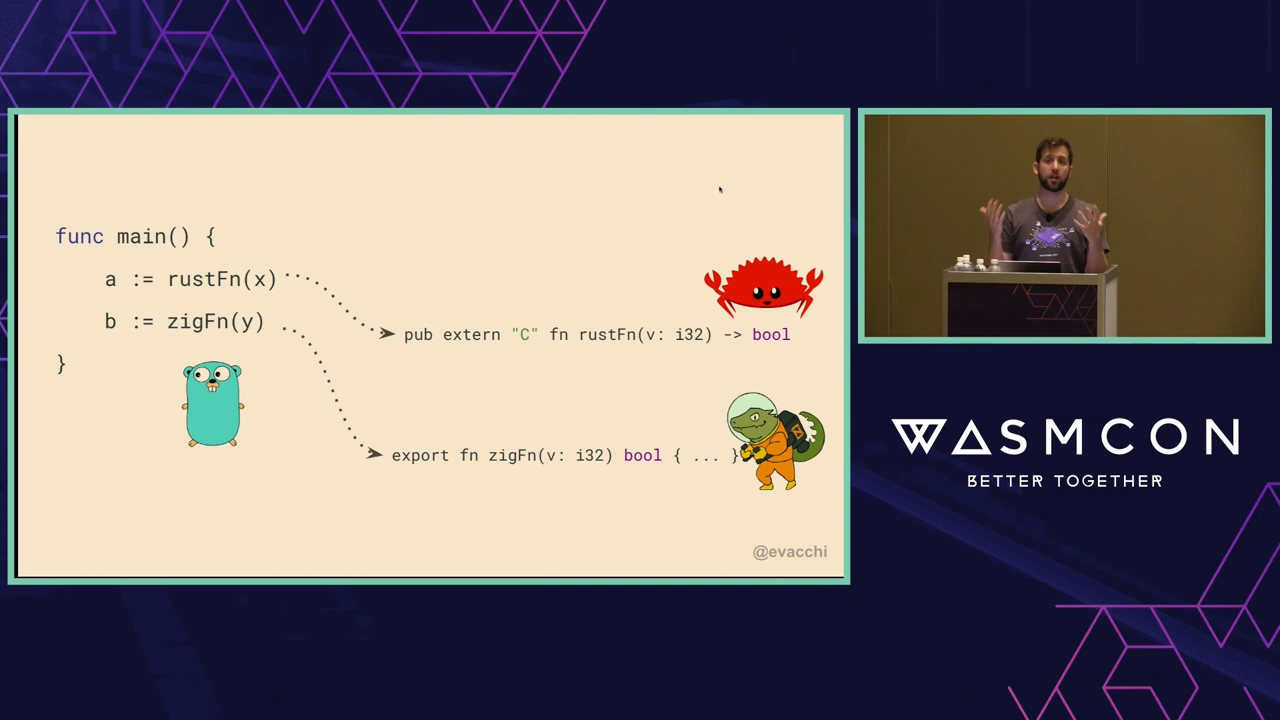 func main() {
a := rustFn(x)
b := zigFn(y)
}
pub extern "C" fn rustFn(v: i32) -> bool
export fn zigFn(v: i32) bool { ... }
@evacchi
WASMCON
BETTER TOGETHER